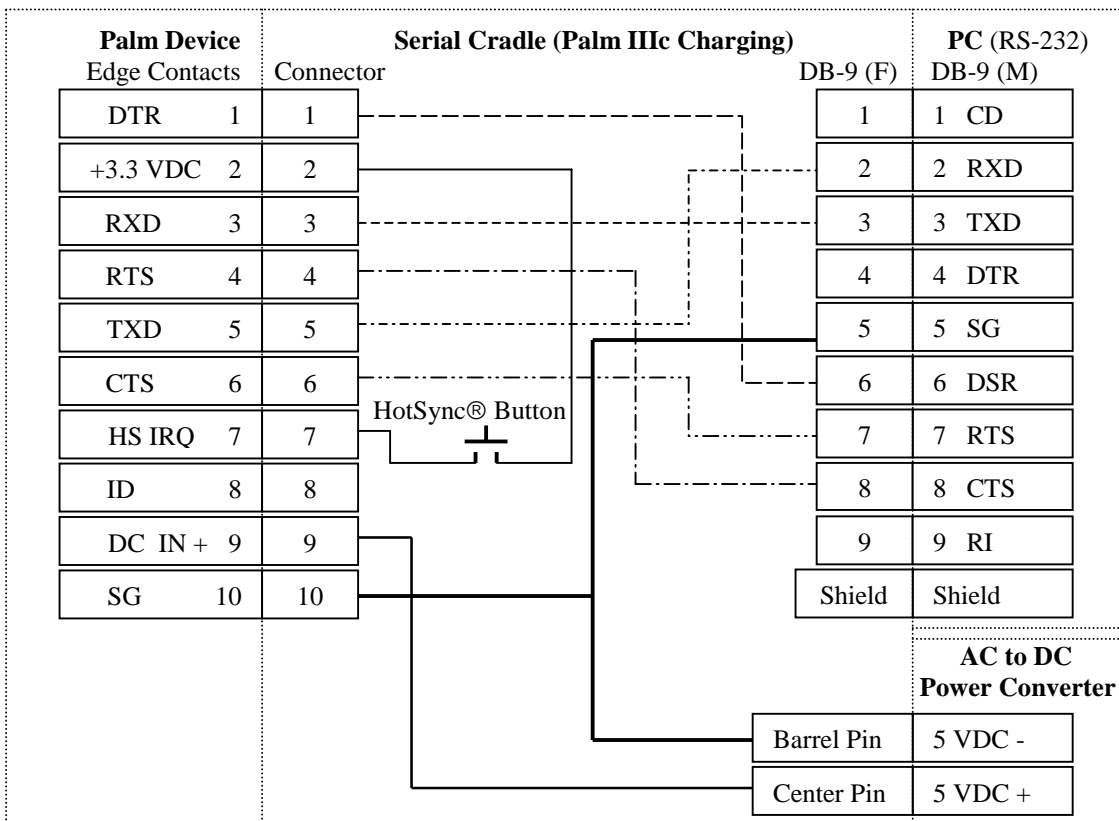 Palm Device Serial Cradle (Palm IIIc Charging) PC (RS-232)
Edge Contacts Connector DB-9 (F) DB-9 (M)
DTR 1 1 1 1 CD
+3.3 VDC 2 2 2 2 RXD
RXD 3 3 3 3 TXD
RTS 4 4 4 4 DTR
TXD 5 5 5 5 SG
CTS 6 6 6 6 DSR
HotSync® Button
HS IRQ 7 7 7 7 RTS
ID 8 8 8 8 CTS
DC IN + 9 9 9 9 RI
SG 10 10 Shield Shield
AC to DC
Power Converter
Barrel Pin 5 VDC -
Center Pin 5 VDC +